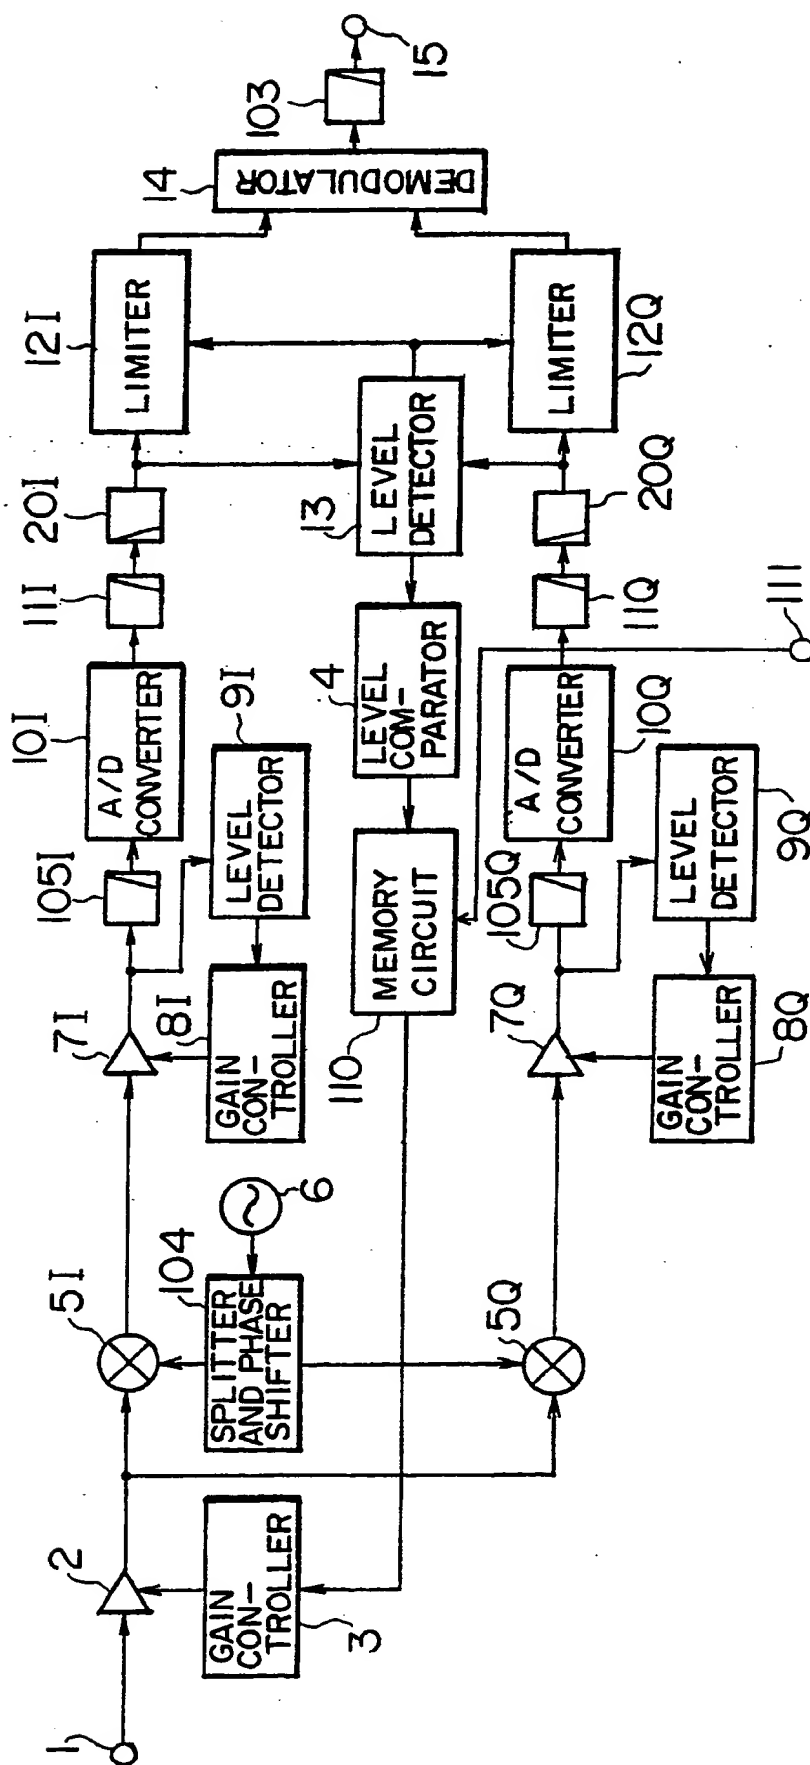 1
2
GAIN
CON-
TROLLER
3
5I
104
SPLITTER
AND PHASE
SHIFTER
6
5Q
7I
8I
GAIN
CON-
TROLLER
LEVEL
DETECTOR
9I
105I
10I
A/D
CONVERTER
11I
20I
12I
LIMITER
14
DEMODULATOR
103
15
13
LEVEL
DETECTOR
4
LEVEL
COM-
PARATOR
MEMORY
CIRCUIT
110
7Q
GAIN
CON-
TROLLER
8Q
LEVEL
DETECTOR
9Q
105Q
A/D
CONVERTER
10Q
11Q
20Q
LIMITER
12Q
111